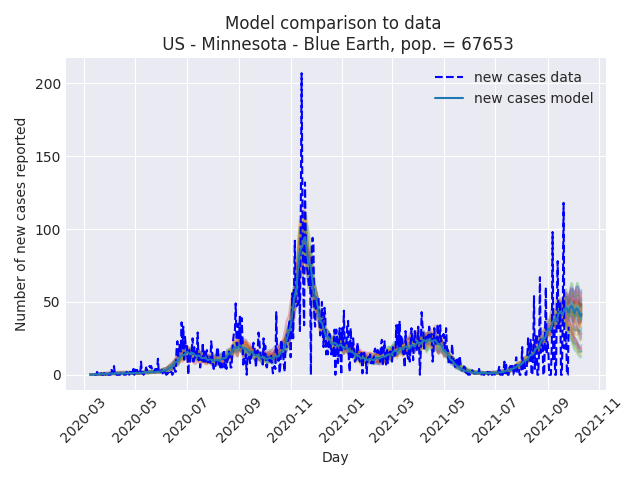 Model comparison to data
US - Minnesota - Blue Earth, pop. = 67653
new cases data
new cases model
Number of new cases reported
200
150
100
50
0
2020-03
2020-05
2020-07
2020-09
2020-11
2021-01
2021-03
2021-05
2021-07
2021-09
2021-11
Day